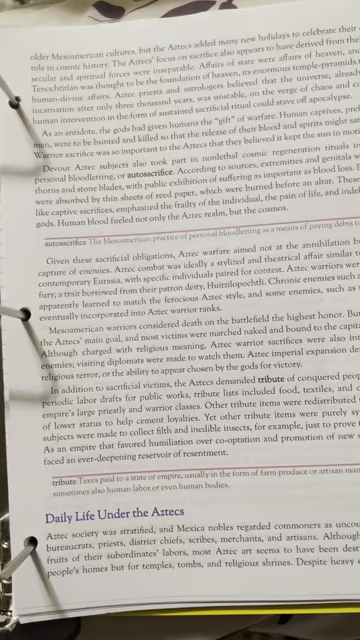 older Mesoamerican cultures, but the Aztecs added many new holidays to celebrate their
role in cosmic history. The Aztecs' focus on sacrifice also appears to have derived from their
secular and spiritual forces were inseparable. Affairs of state were affairs of heaven, and
Tenochtitlan was thought to be the foundation of heaven, its enormous temple-pyramids
human-divine affairs. Aztec priests and astrologers believed that the universe, already
incarnation after only three thousand years, was unstable, on the verge of chaos and
human intervention in the form of sustained sacrificial ritual could stave off apocalypse.
As an antidote, the gods had given humans the "gift" of warfare. Human captives,
men, were to be hunted and killed so that the release of their blood and spirits might
Warrior sacrifice was so important to the Aztecs that they believed it kept the sun in
Devout Aztec subjects also took part in nonlethal cosmic regeneration rituals in
personal bloodletting, or autosacrifice. According to sources, extremities and genitals
thorns and stone blades, with public exhibition of suffering as important as blood loss.
were absorbed by thin sheets of reed paper, which were burned before an altar. These
like captive sacrifices, emphasized the frailty of the individual, the pain of life, and
gods. Human blood fueled not only the Aztec realm, but the cosmos.
autosacrifice The Mesoamerican practice of personal bloodletting as a means of paying debts to
Given these sacrificial obligations, Aztec warfare aimed not at the annihilation b
capture of enemies. Aztec combat was ideally a stylized and theatrical affair similar t
contemporary Eurasia, with specific individuals paired for contest. Aztec warriors were
fury, a trait borrowed from their patron deity, Huitzilopochtli. Chronic enemies such
apparently learned to match the ferocious Aztec style, and some enemies, such as
eventually incorporated into Aztec warrior ranks.
Mesoamerican warriors considered death on the battlefield the highest honor. But
the Aztecs' main goal, and most victims were marched naked and bound to the capita
Although charged with religious meaning, Aztec warrior sacrifices were also int
enemies; visiting diplomats were made to watch them. Aztec imperial expansion de
religious terror, or the ability to appear chosen by the gods for victory.
In addition to sacrificial victims, the Aztecs demanded tribute of conquered peop
periodic labor drafts for public works, tribute lists included food, textiles, and c
empire's large priestly and warrior classes. Other tribute items were redistributed
of lower status to help cement loyalties. Yet other tribute items were purely sy
subjects were made to collect filth and inedible insects, for example, just to prove
As an empire that favored humiliation over co-optation and promotion of new
faced an ever-deepening reservoir of resentment.
tribute Taxes paid to a state or empire, usually in the form of farm produce or artisan man
sometimes also human labor or even human bodies.
Daily Life Under the Aztecs
Aztec society was stratified, and Mexica nobles regarded commoners as uncou
bureaucrats, priests, district chiefs, scribes, merchants, and artisans. Although
fruits of their subordinates' labors, most Aztec art seems to have been dest
people's homes but for temples, tombs, and religious shrines. Despite heavy